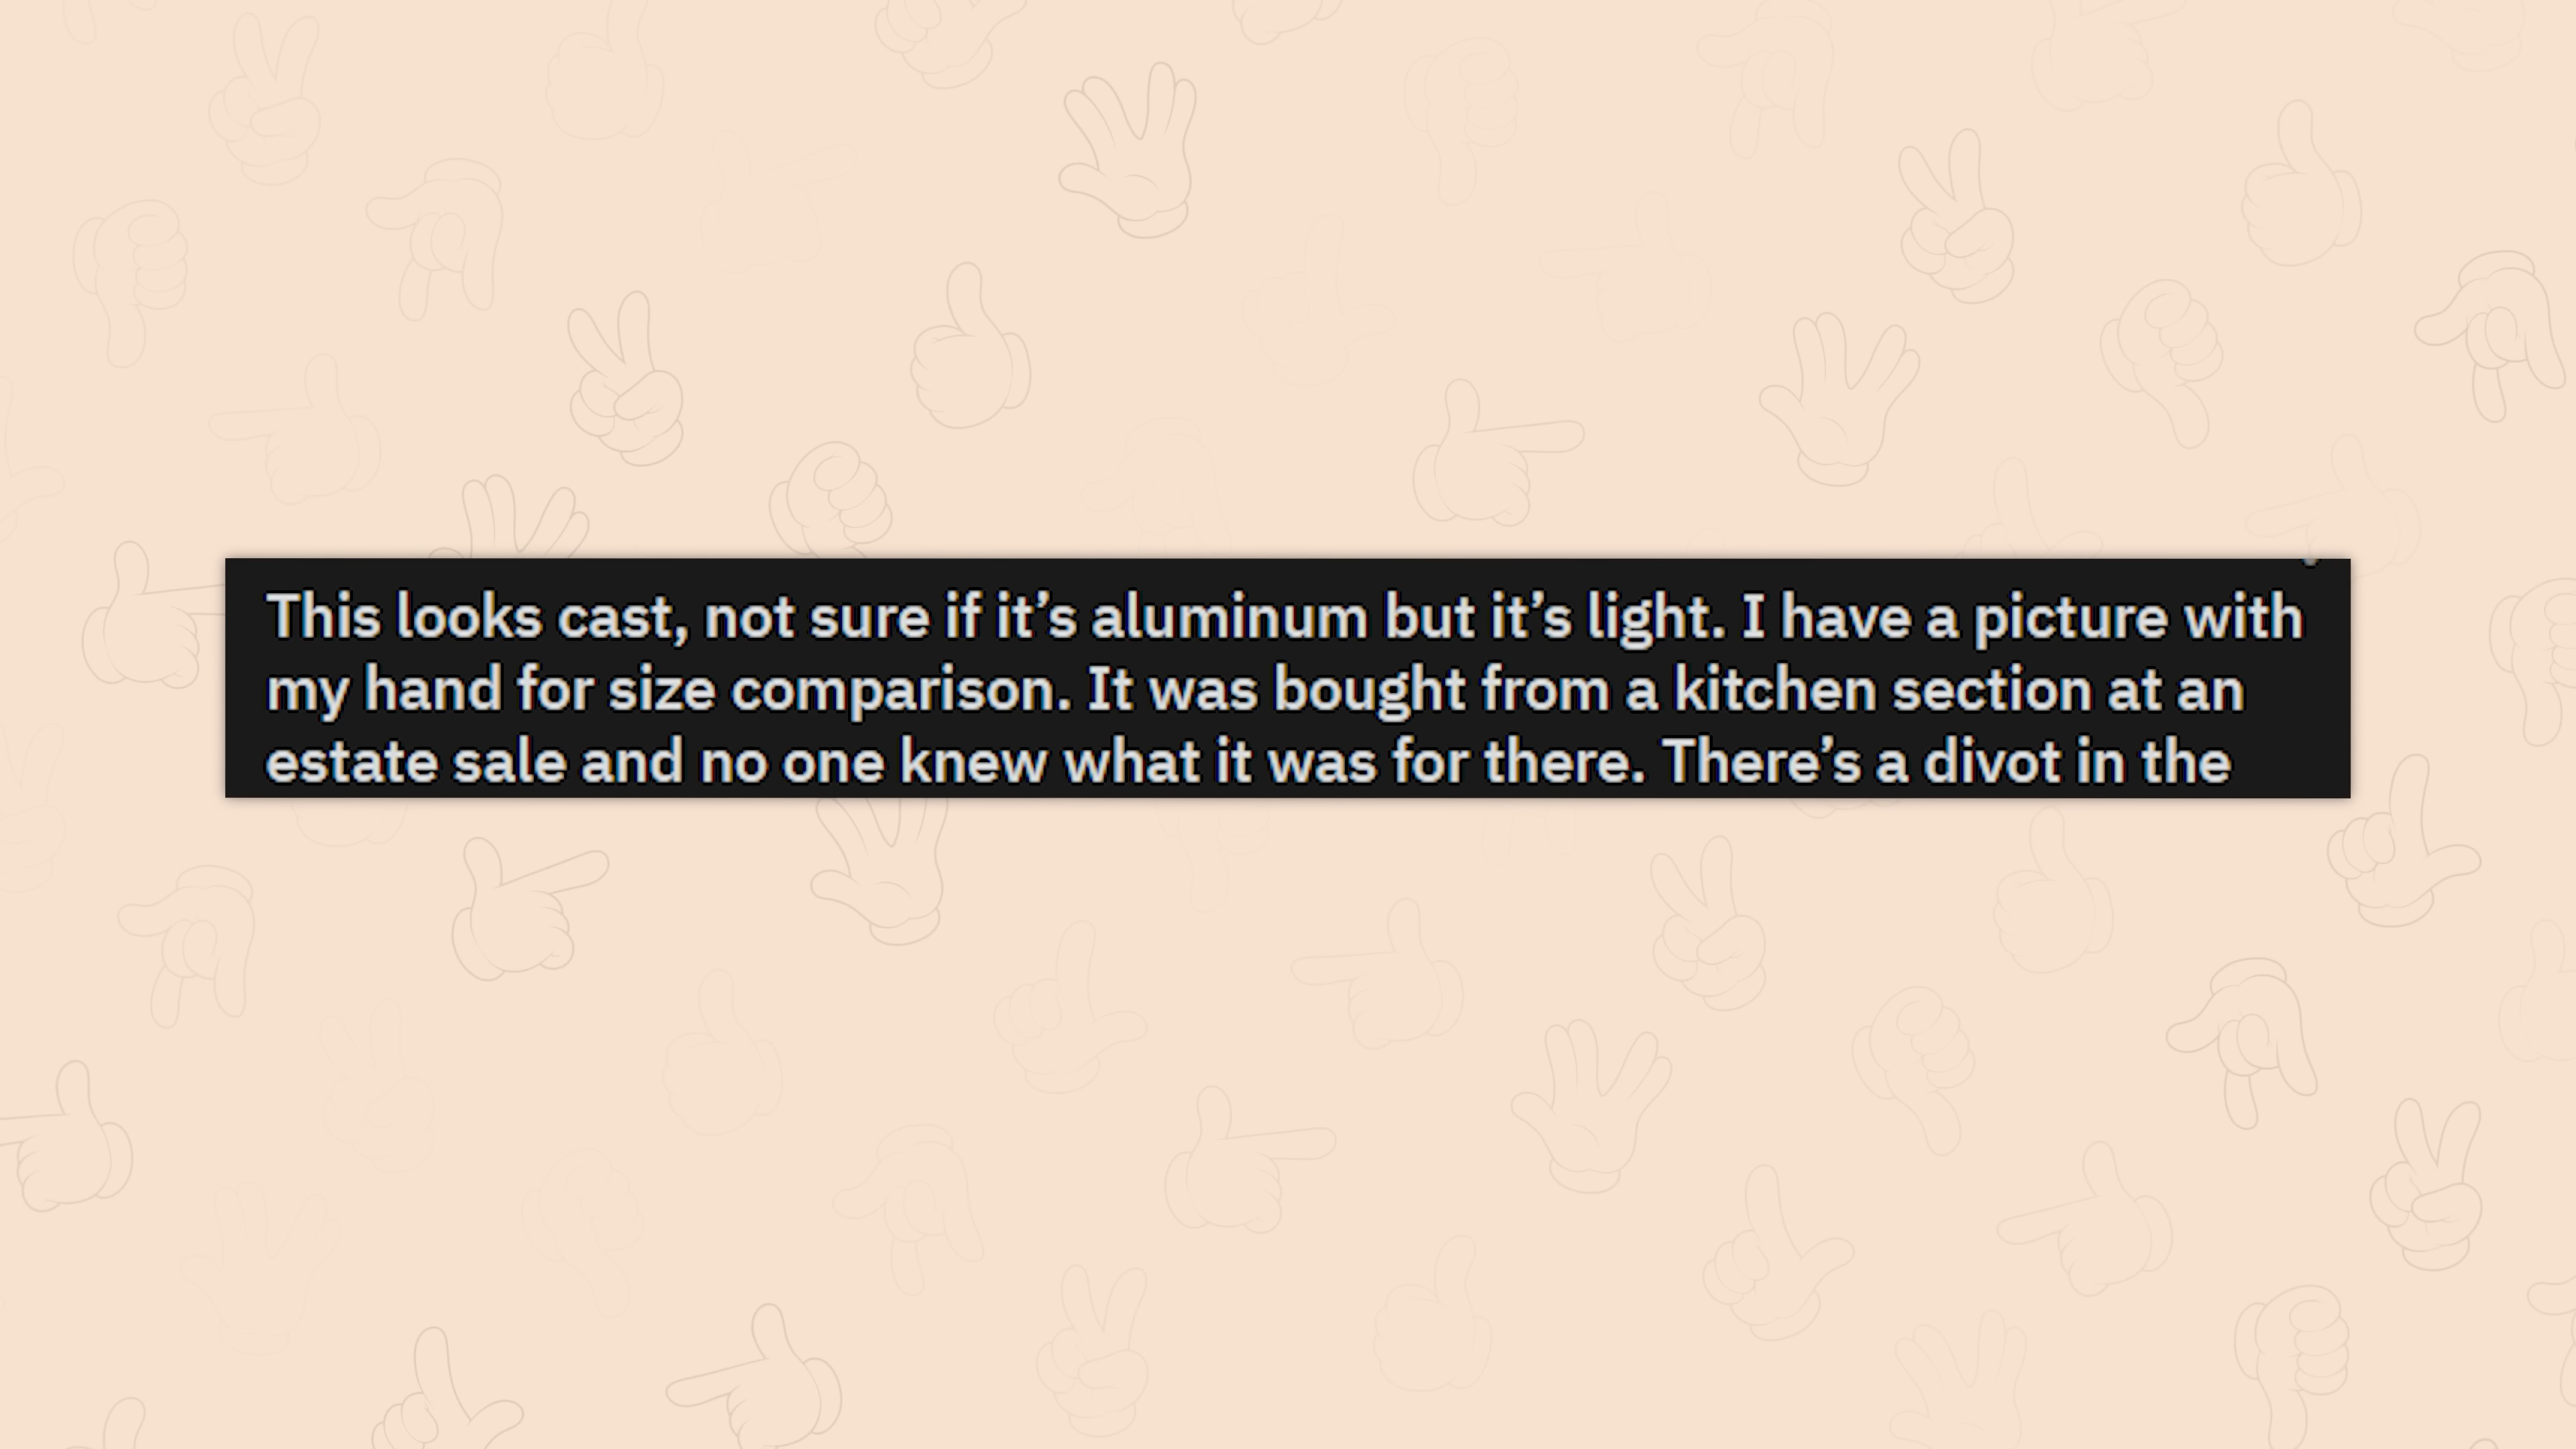 This looks cast, not sure if it’s aluminum but it’s light. I have a picture with
my hand for size comparison. It was bought from a kitchen section at an
estate sale and no one knew what it was for there. There’s a divot in the